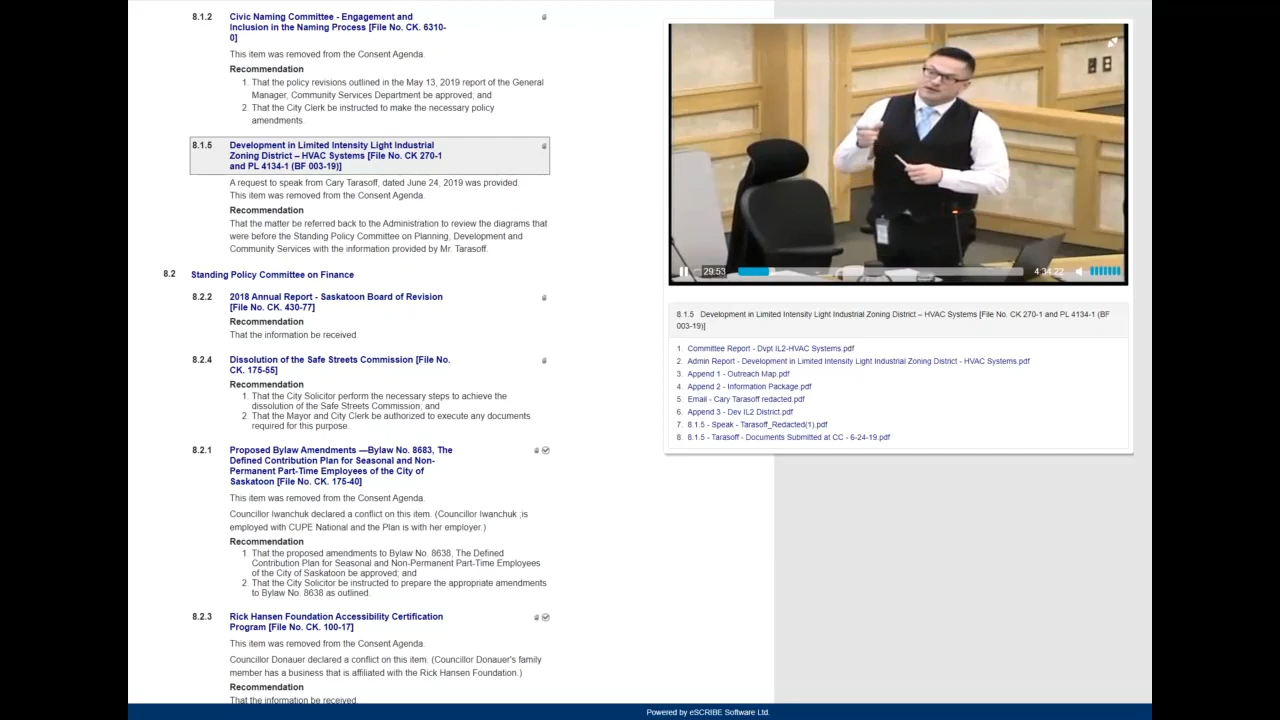 8.1.2 Civic Naming Committee - Engagement and
Inclusion in the Naming Process [File No. CK. 6310-
0]
This item was removed from the Consent Agenda.
Recommendation
1. That the policy revisions outlined in the May 13, 2019 report of the General
Manager, Community Services Department be approved; and
2. That the City Clerk be instructed to make the necessary policy
amendments.
8.1.5 Development in Limited Intensity Light Industrial
Zoning District – HVAC Systems [File No. CK 270-1
and PL 4134-1 (BF 003-19)]
A request to speak from Cary Tarasoff, dated June 24, 2019 was provided.
This item was removed from the Consent Agenda.
Recommendation
That the matter be referred back to the Administration to review the diagrams that
were before the Standing Policy Committee on Planning, Development and
Community Services with the information provided by Mr. Tarasoff.
8.2 Standing Policy Committee on Finance
8.2.2 2018 Annual Report - Saskatoon Board of Revision
[File No. CK. 430-77]
Recommendation
That the information be received.
8.2.4 Dissolution of the Safe Streets Commission [File No.
CK. 175-55]
Recommendation
1. That the City Solicitor perform the necessary steps to achieve the
dissolution of the Safe Streets Commission; and
2. That the Mayor and City Clerk be authorized to execute any documents
required for this purpose.
8.2.1 Proposed Bylaw Amendments —Bylaw No. 8683, The
Defined Contribution Plan for Seasonal and Non-
Permanent Part-Time Employees of the City of
Saskatoon [File No. CK. 175-40]
This item was removed from the Consent Agenda.
Councillor Iwanchuk declared a conflict on this item. (Councillor Iwanchuk ;is
employed with CUPE National and the Plan is with her employer.)
Recommendation
1. That the proposed amendments to Bylaw No. 8638, The Defined
Contribution Plan for Seasonal and Non-Permanent Part-Time Employees
of the City of Saskatoon be approved; and
2. That the City Solicitor be instructed to prepare the appropriate amendments
to Bylaw No. 8638 as outlined.
8.2.3 Rick Hansen Foundation Accessibility Certification
Program [File No. CK. 100-17]
This item was removed from the Consent Agenda.
Councillor Donauer declared a conflict on this item. (Councillor Donauer's family
member has a business that is affiliated with the Rick Hansen Foundation.)
Recommendation
That the information be received.
29:53
4:34:22
8.1.5 Development in Limited Intensity Light Industrial Zoning District – HVAC Systems [File No. CK 270-1 and PL 4134-1 (BF
003-19)]
1. Committee Report - Dvpt IL2-HVAC Systems.pdf
2. Admin Report - Development in Limited Intensity Light Industrial Zoning District - HVAC Systems.pdf
3. Append 1 - Outreach Map.pdf
4. Append 2 - Information Package.pdf
5. Email - Cary Tarasoff redacted.pdf
6. Append 3 - Dev IL2 District.pdf
7. 8.1.5 - Speak - Tarasoff_Redacted(1).pdf
8. 8.1.5 - Tarasoff - Documents Submitted at CC - 6-24-19.pdf
Powered by eSCRIBE Software Ltd.